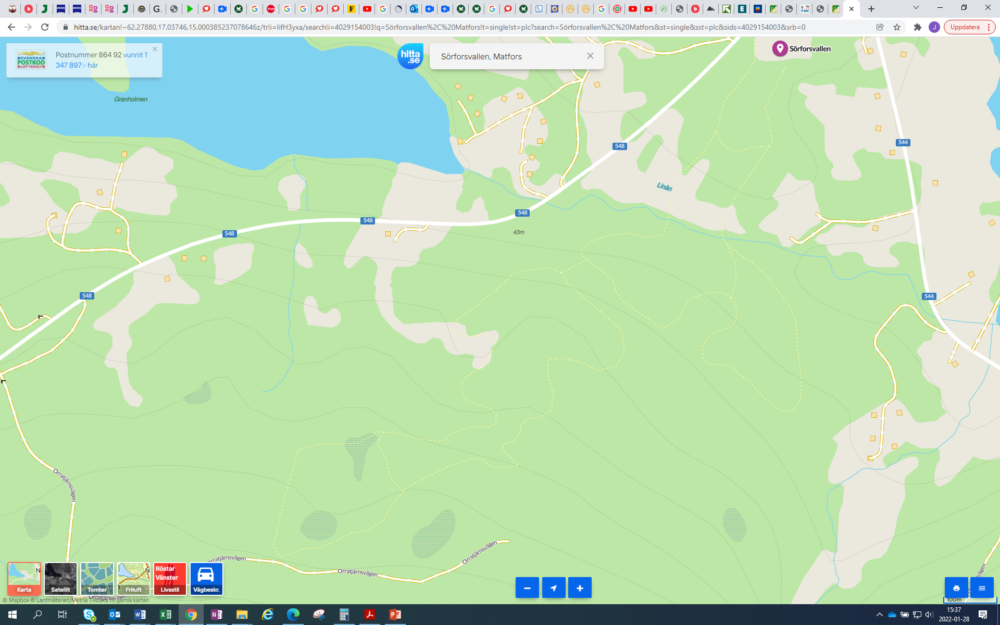 hitta.se/kartan!~62.27880,17.03746,15.000385237078646z/tr!i=IifH3yxa/search!i=4029154003!q=Sörforsvallen%2C%20Matfors!t=single!st=plc?search=Sörforsvallen%2C%20Matfors&st=single&sst=plc&sids=4029154003&srb=0
J
Uppdatera
SVENSKA
POSTKOD
LOTTERIET
Postnummer 864 92 vunnit 1
347 897:- här
hitta
.se
Sörforsvallen, Matfors
Sörforsvallen
Granholmen
544
548
Linån
548
548
548
43m
548
544
Orratjärnsvägen
Orratjärnsvägen
Orratjärnsvägen
Orratjärnsvägen
vägen
N
N
Röstar
Vänster
Karta
Satellit
Tomter
Friluft
Livsstil
Vägbeskr.
Orratjärnsvägen
© Mapbox © Lantmäteriet/Metria Tillbaka till gamla kartan
100m
15:37
2022-01-28